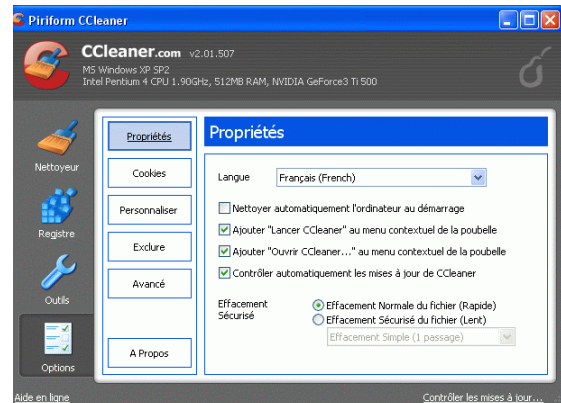 Piriform CCleaner
CCleaner.com v2.01.507
MS Windows XP SP2
Intel Pentium 4 CPU 1.90GHz, 512MB RAM, NVIDIA GeForce3 Ti 500
Nettoyeur
Registre
Outils
Options
Propriétés
Cookies
Personnaliser
Exclure
Avancé
A Propos
Propriétés
Langue
Français (French)
Nettoyer automatiquement l'ordinateur au démarrage
Ajouter "Lancer CCleaner" au menu contextuel de la poubelle
Ajouter "Ouvrir CCleaner..." au menu contextuel de la poubelle
Contrôler automatiquement les mises à jour de CCleaner
Effacement
Sécurisé
Effacement Normale du fichier (Rapide)
Effacement Sécurisé du fichier (Lent)
Effacement Simple (1 passage)
Aide en ligne
Contrôler les mises à jour...